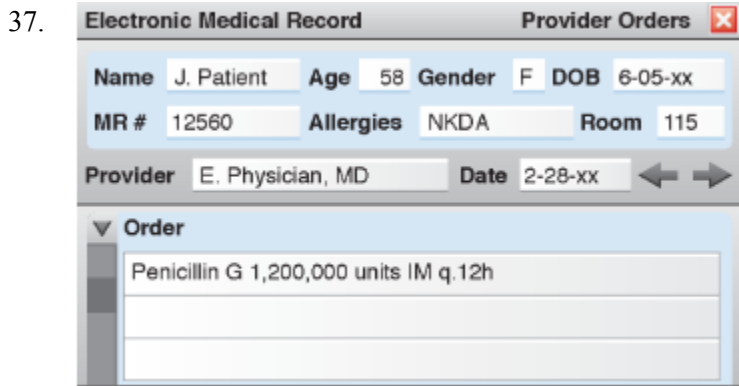 37.
Electronic Medical Record Provider Orders
Name J. Patient Age 58 Gender F DOB 6-05-xx
MR # 12560 Allergies NKDA Room 115
Provider E. Physician, MD Date 2-28-xx
Order
Penicillin G 1,200,000 units IM q.12h